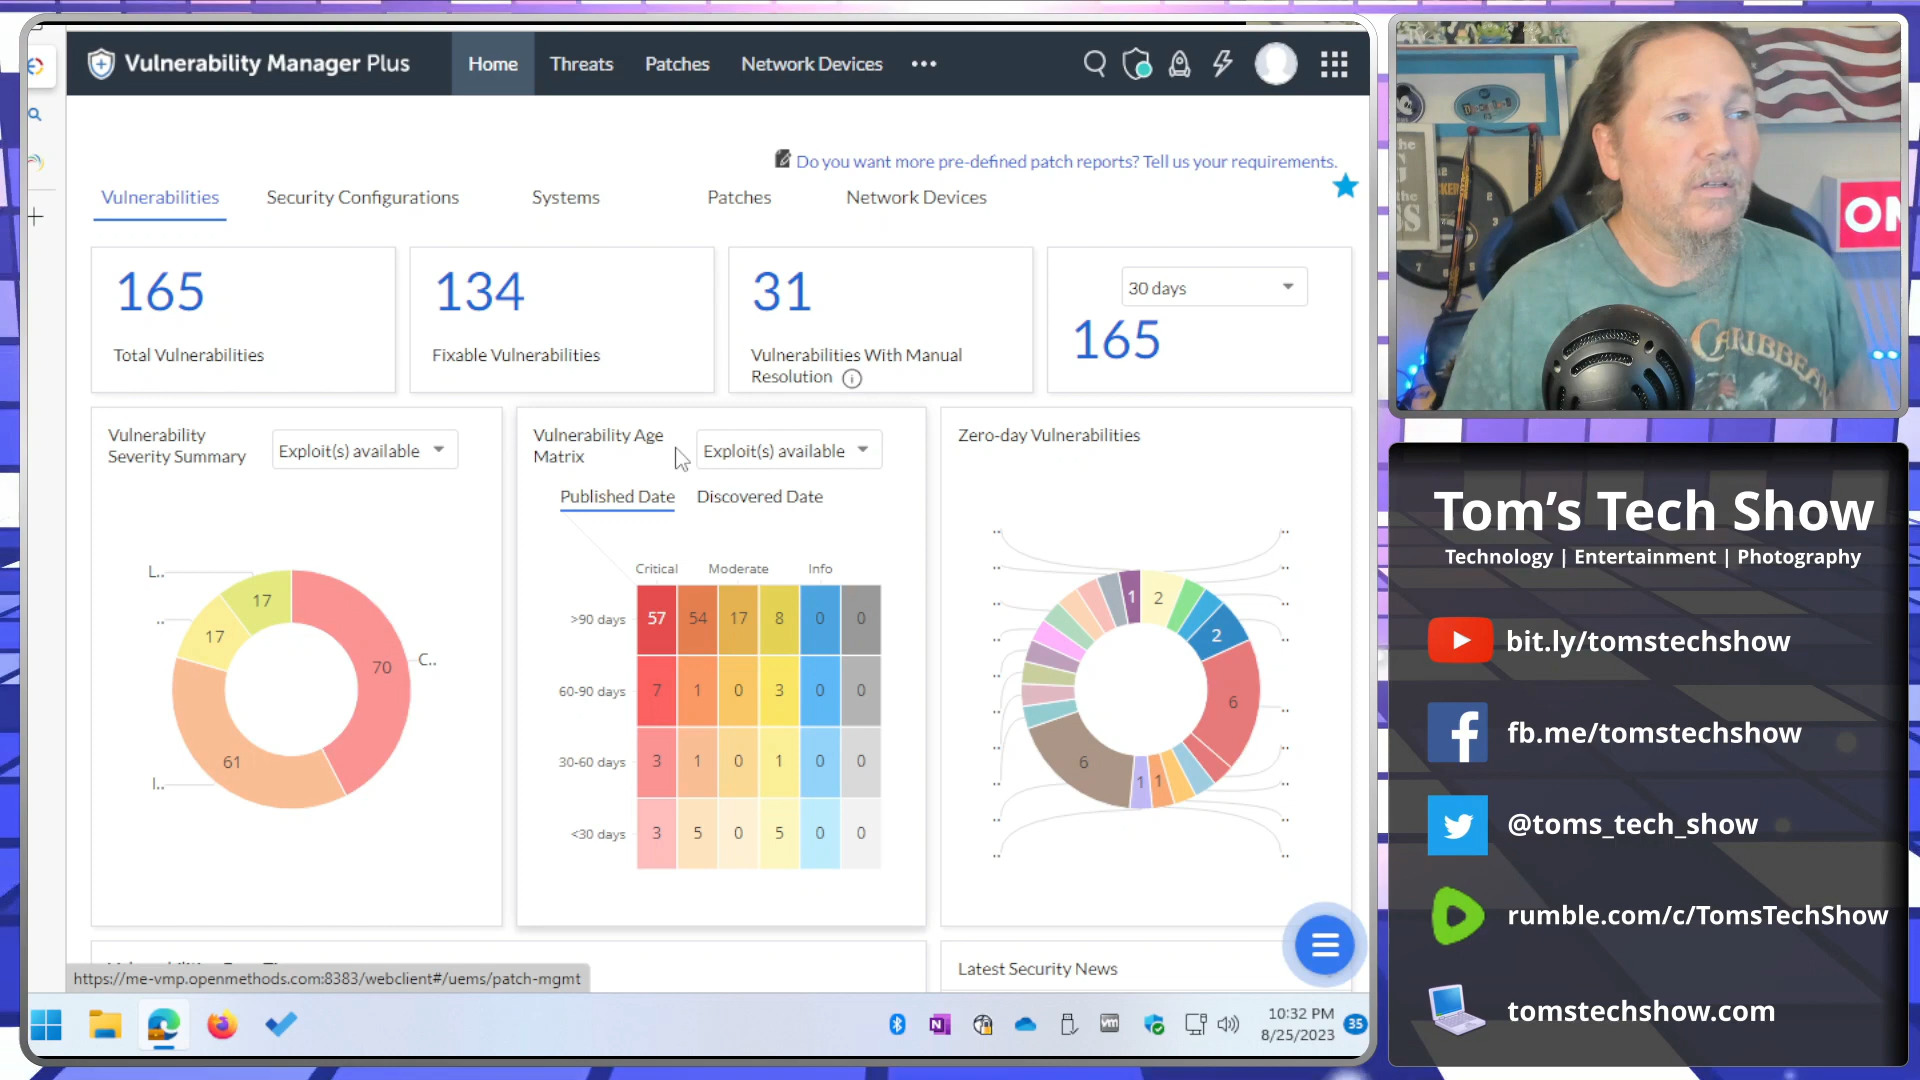 Vulnerability Manager Plus
Home
Threats
Patches
Network Devices
Do you want more pre-defined patch reports? Tell us your requirements.
Vulnerabilities
Security Configurations
Systems
Patches
Network Devices
165
Total Vulnerabilities
134
Fixable Vulnerabilities
31
Vulnerabilities With Manual
Resolution
30 days
165
Vulnerability
Severity Summary
Exploit(s) available
L..
..
17
17
70
C..
61
I..
Vulnerability Age
Matrix
Exploit(s) available
Published Date
Discovered Date
Critical Moderate Info
>90 days 57 54 17 8 0 0
60-90 days 7 1 0 3 0 0
30-60 days 3 1 0 1 0 0
<30 days 3 5 0 5 0 0
Zero-day Vulnerabilities
1
2
2
6
6
1
1
Latest Security News
https://me-vmp.openmethods.com:8383/webclient#/uems/patch-mgmt
10:32 PM
8/25/2023
35
CARIBBEAN
Tom's Tech Show
Technology | Entertainment | Photography
bit.ly/tomstechshow
fb.me/tomstechshow
@toms_tech_show
rumble.com/c/TomsTechShow
tomstechshow.com